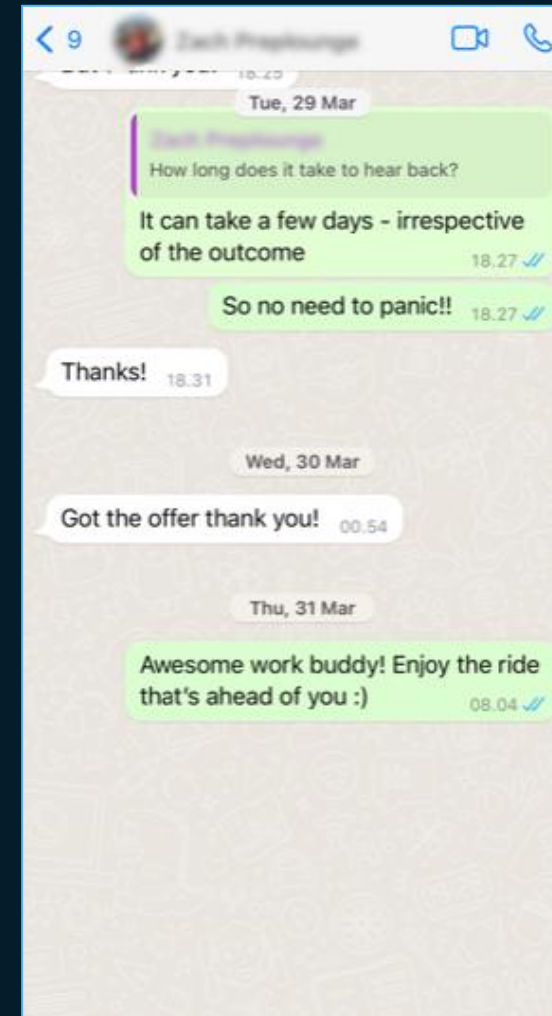 9
18.25
Tue, 29 Mar
How long does it take to hear back?
It can take a few days - irrespective
of the outcome
18.27
So no need to panic!! 18.27
Thanks! 18.31
Wed, 30 Mar
Got the offer thank you! 00.54
Thu, 31 Mar
Awesome work buddy! Enjoy the ride
that's ahead of you :)
08.04